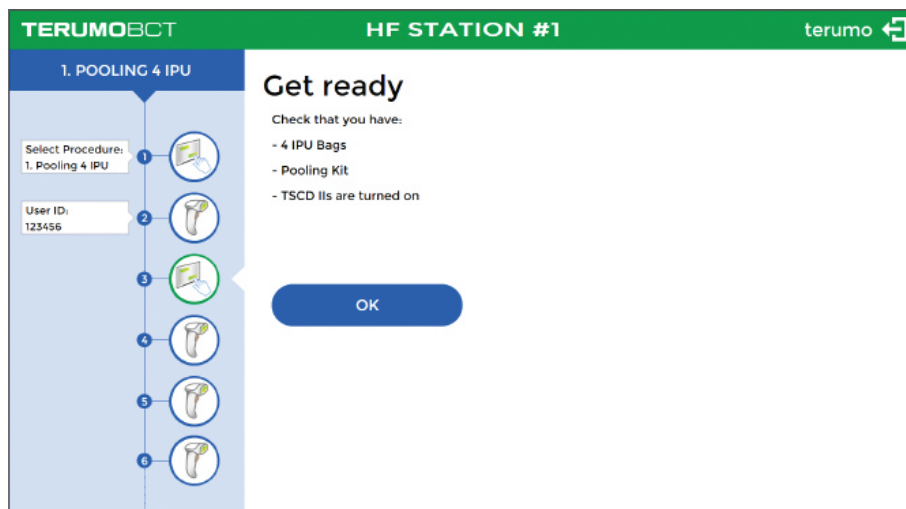 TERUMOBCT
HF STATION #1
terumo
1. POOLING 4 IPU
Select Procedure:
1. Pooling 4 IPU
1
User ID:
123456
2
3
4
5
6
Get ready
Check that you have:
- 4 IPU Bags
- Pooling Kit
- TSCD IIs are turned on
OK